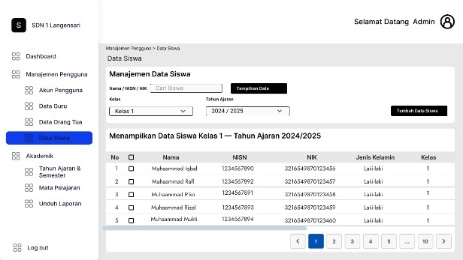 S SDN 1 Langensari
Selamat Datang Admin
Dashboard
Manajemen Pengguna
Akun Pengguna
Data Guru
Data Orang Tua
Data Siswa
Akademik
Tahun Ajaran &
Semester
Mata Pelajaran
Unduh Laporan
Log out
Manajemen Pengguna > Data Siswa
Data Siswa
Manajemen Data Siswa
Nama / NISN / NIK
Cari Siswa
Tampilkan Data
Kelas
Tahun Ajaran
Kelas 1
2024 / 2025
Tambah Data Siswa
Menampilkan Data Siswa Kelas 1 — Tahun Ajaran 2024/2025
No Nama NISN NIK Jenis Kelamin Kelas
1 Muhammad Iqbal 1234567890 3216549870123456 Laki-laki 1
2 Muhammad Rafi 1234567892 3216549870123457 Laki-laki 1
3 Muhammad Piko 1234567891 3216549870123458 Laki-laki 1
4 Muhammad Rizal 1234567893 3216549870123459 Laki-laki 1
5 Muhammad Mukti 1234567894 3216549870123460 Laki-laki 1
< 1 2 3 4 5 ... 10 >